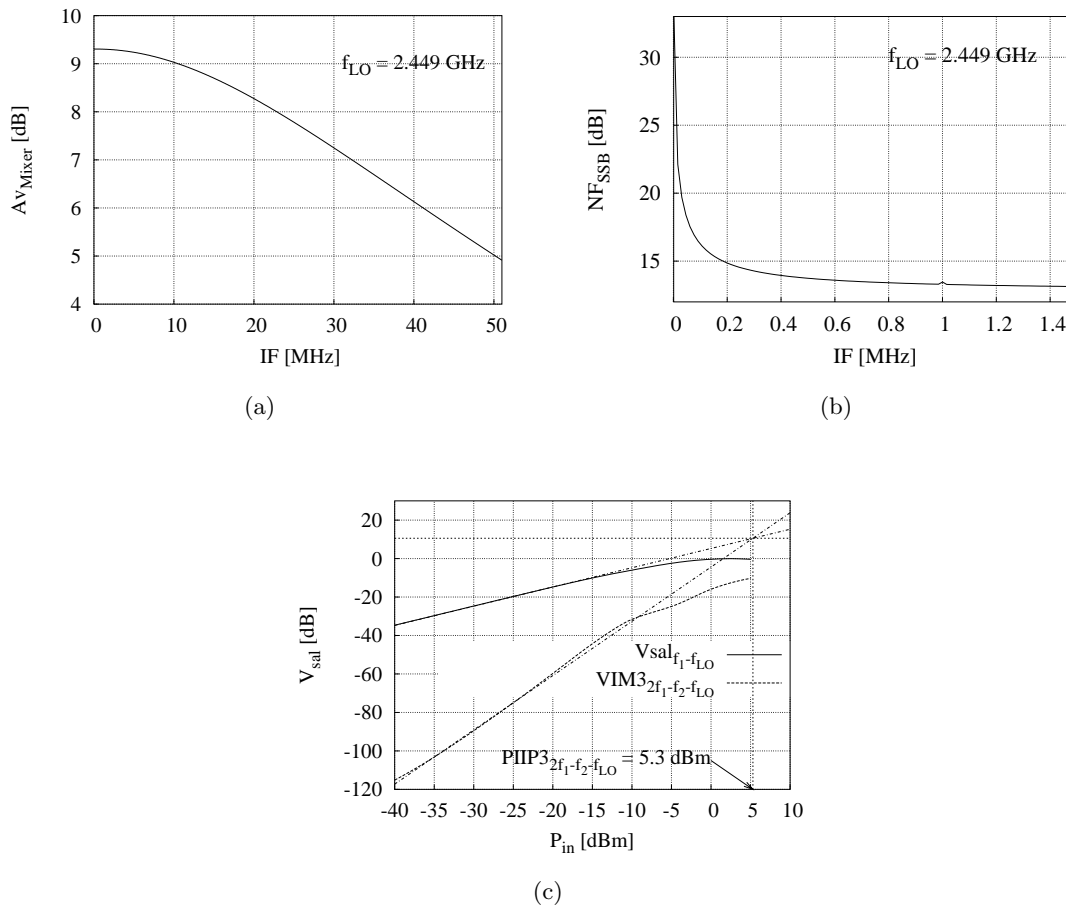 10
9
8
7
6
5
4
0 10 20 30 40 50
Av_Mixer [dB]
IF [MHz]
f_LO = 2.449 GHz
(a)
30
25
20
15
0 0.2 0.4 0.6 0.8 1 1.2 1.4
NF_SSB [dB]
IF [MHz]
f_LO = 2.449 GHz
(b)
20
0
-20
-40
-60
-80
-100
-120
-40 -35 -30 -25 -20 -15 -10 -5 0 5 10
V_sal [dB]
P_in [dBm]
Vsal_f1-fLO
VIM3_2f1-f2-fLO
PIIP3_2f1-f2-fLO = 5.3 dBm
(c)